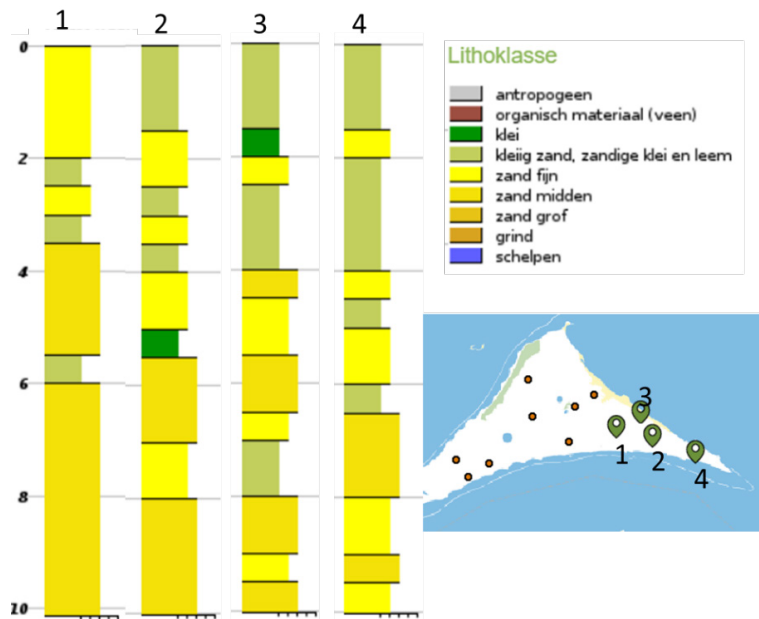 1
2
3
4
0
2
4
6
8
10
Lithoklasse
antropogeen
organisch materiaal (veen)
klei
kleiig zand, zandige klei en leem
zand fijn
zand midden
zand grof
grind
schelpen
3
1
2
4